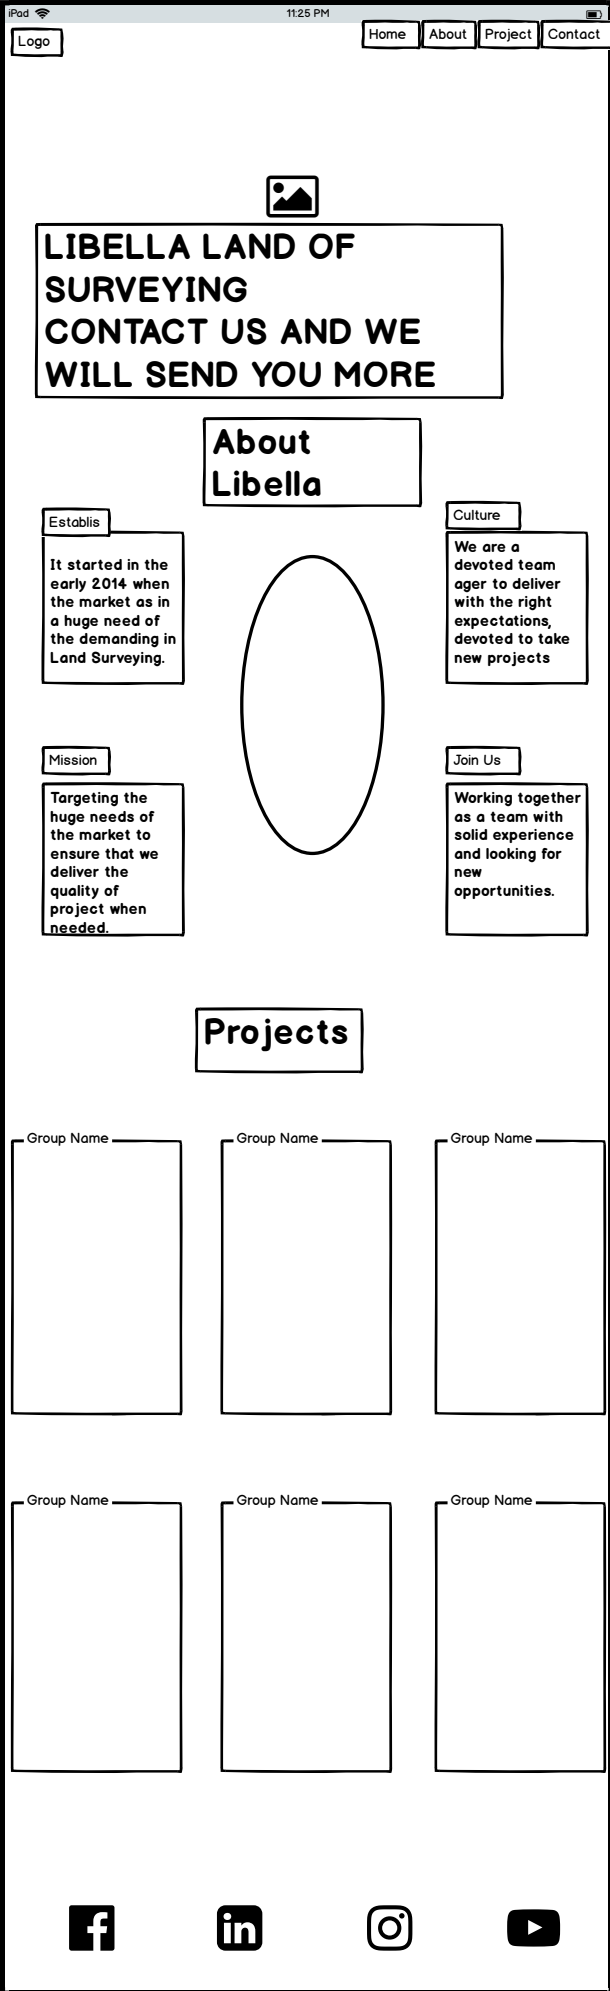 iPad 11:25 PM
Logo
Home About Project Contact
LIBELLA LAND OF
SURVEYING
CONTACT US AND WE
WILL SEND YOU MORE
About
Libella
Establis
It started in the
early 2014 when
the market as in
a huge need of
the demanding in
Land Surveying.
Culture
We are a
devoted team
ager to deliver
with the right
expectations,
devoted to take
new projects
Mission
Targeting the
huge needs of
the market to
ensure that we
deliver the
quality of
project when
needed.
Join Us
Working together
as a team with
solid experience
and looking for
new
opportunities.
Projects
Group Name Group Name Group Name
Group Name Group Name Group Name